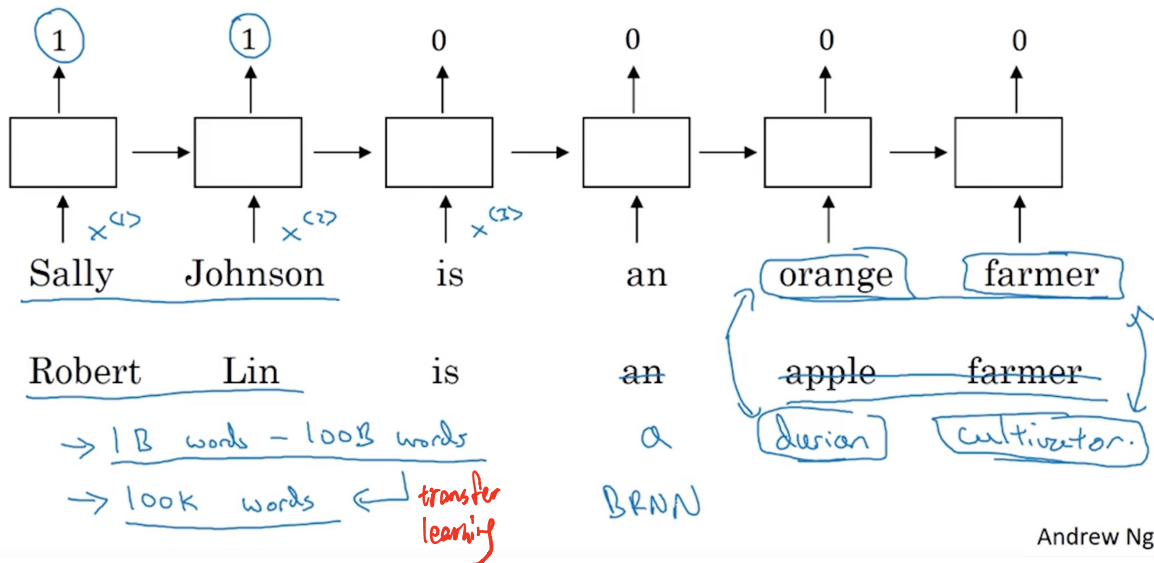 1 1 0 0 0 0
x<1> x<2> x<3>
Sally Johnson is an orange farmer
Robert Lin is an apple farmer
→ 1B words – 100B words a durian cultivator.
→ 100K words transfer learning BRNN
Andrew Ng